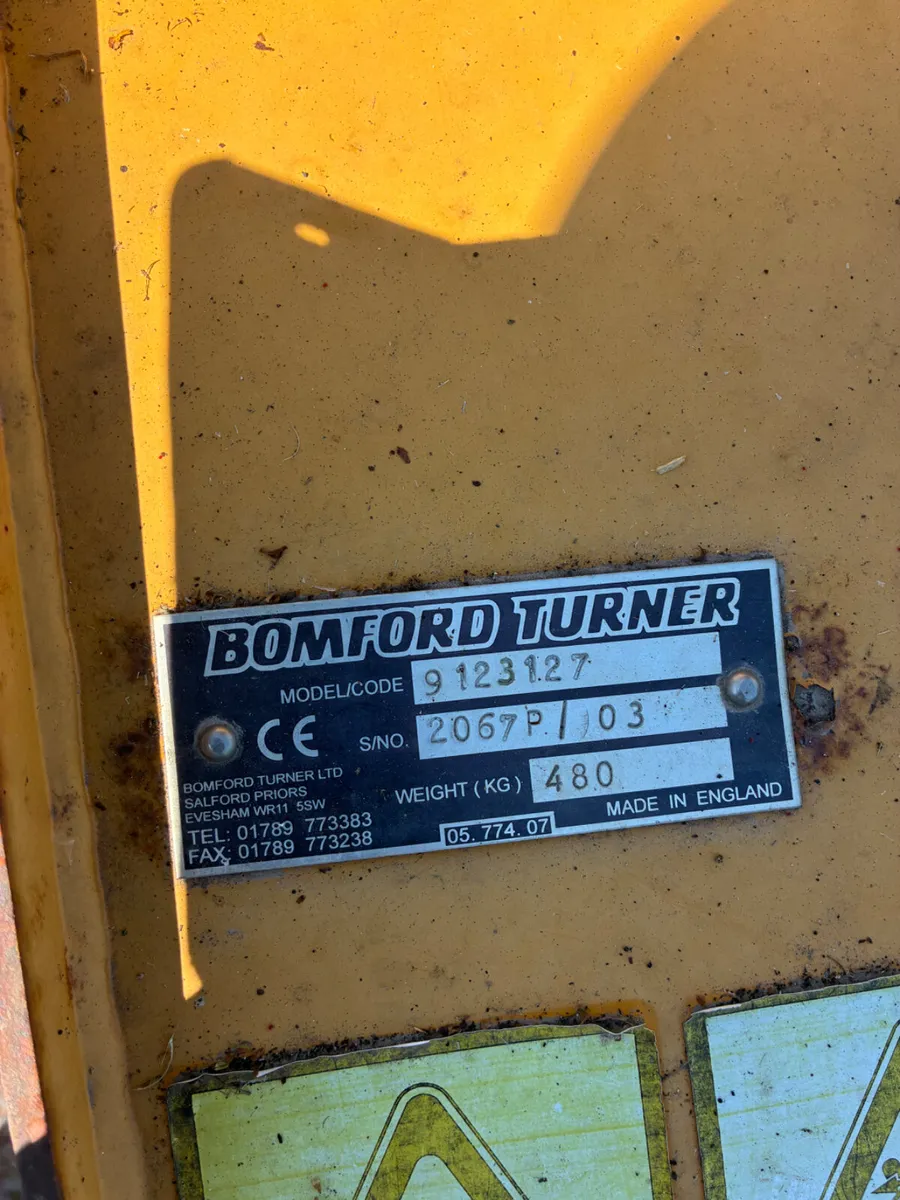 BOMFORD TURNER
MODEL/CODE 9123127
CE S/NO. 2067P/03
WEIGHT (KG) 480
BOMFORD TURNER LTD
SALFORD PRIORS
EVESHAM WR11 5SW
TEL: 01789 773383
FAX: 01789 773238
05.774.07
MADE IN ENGLAND